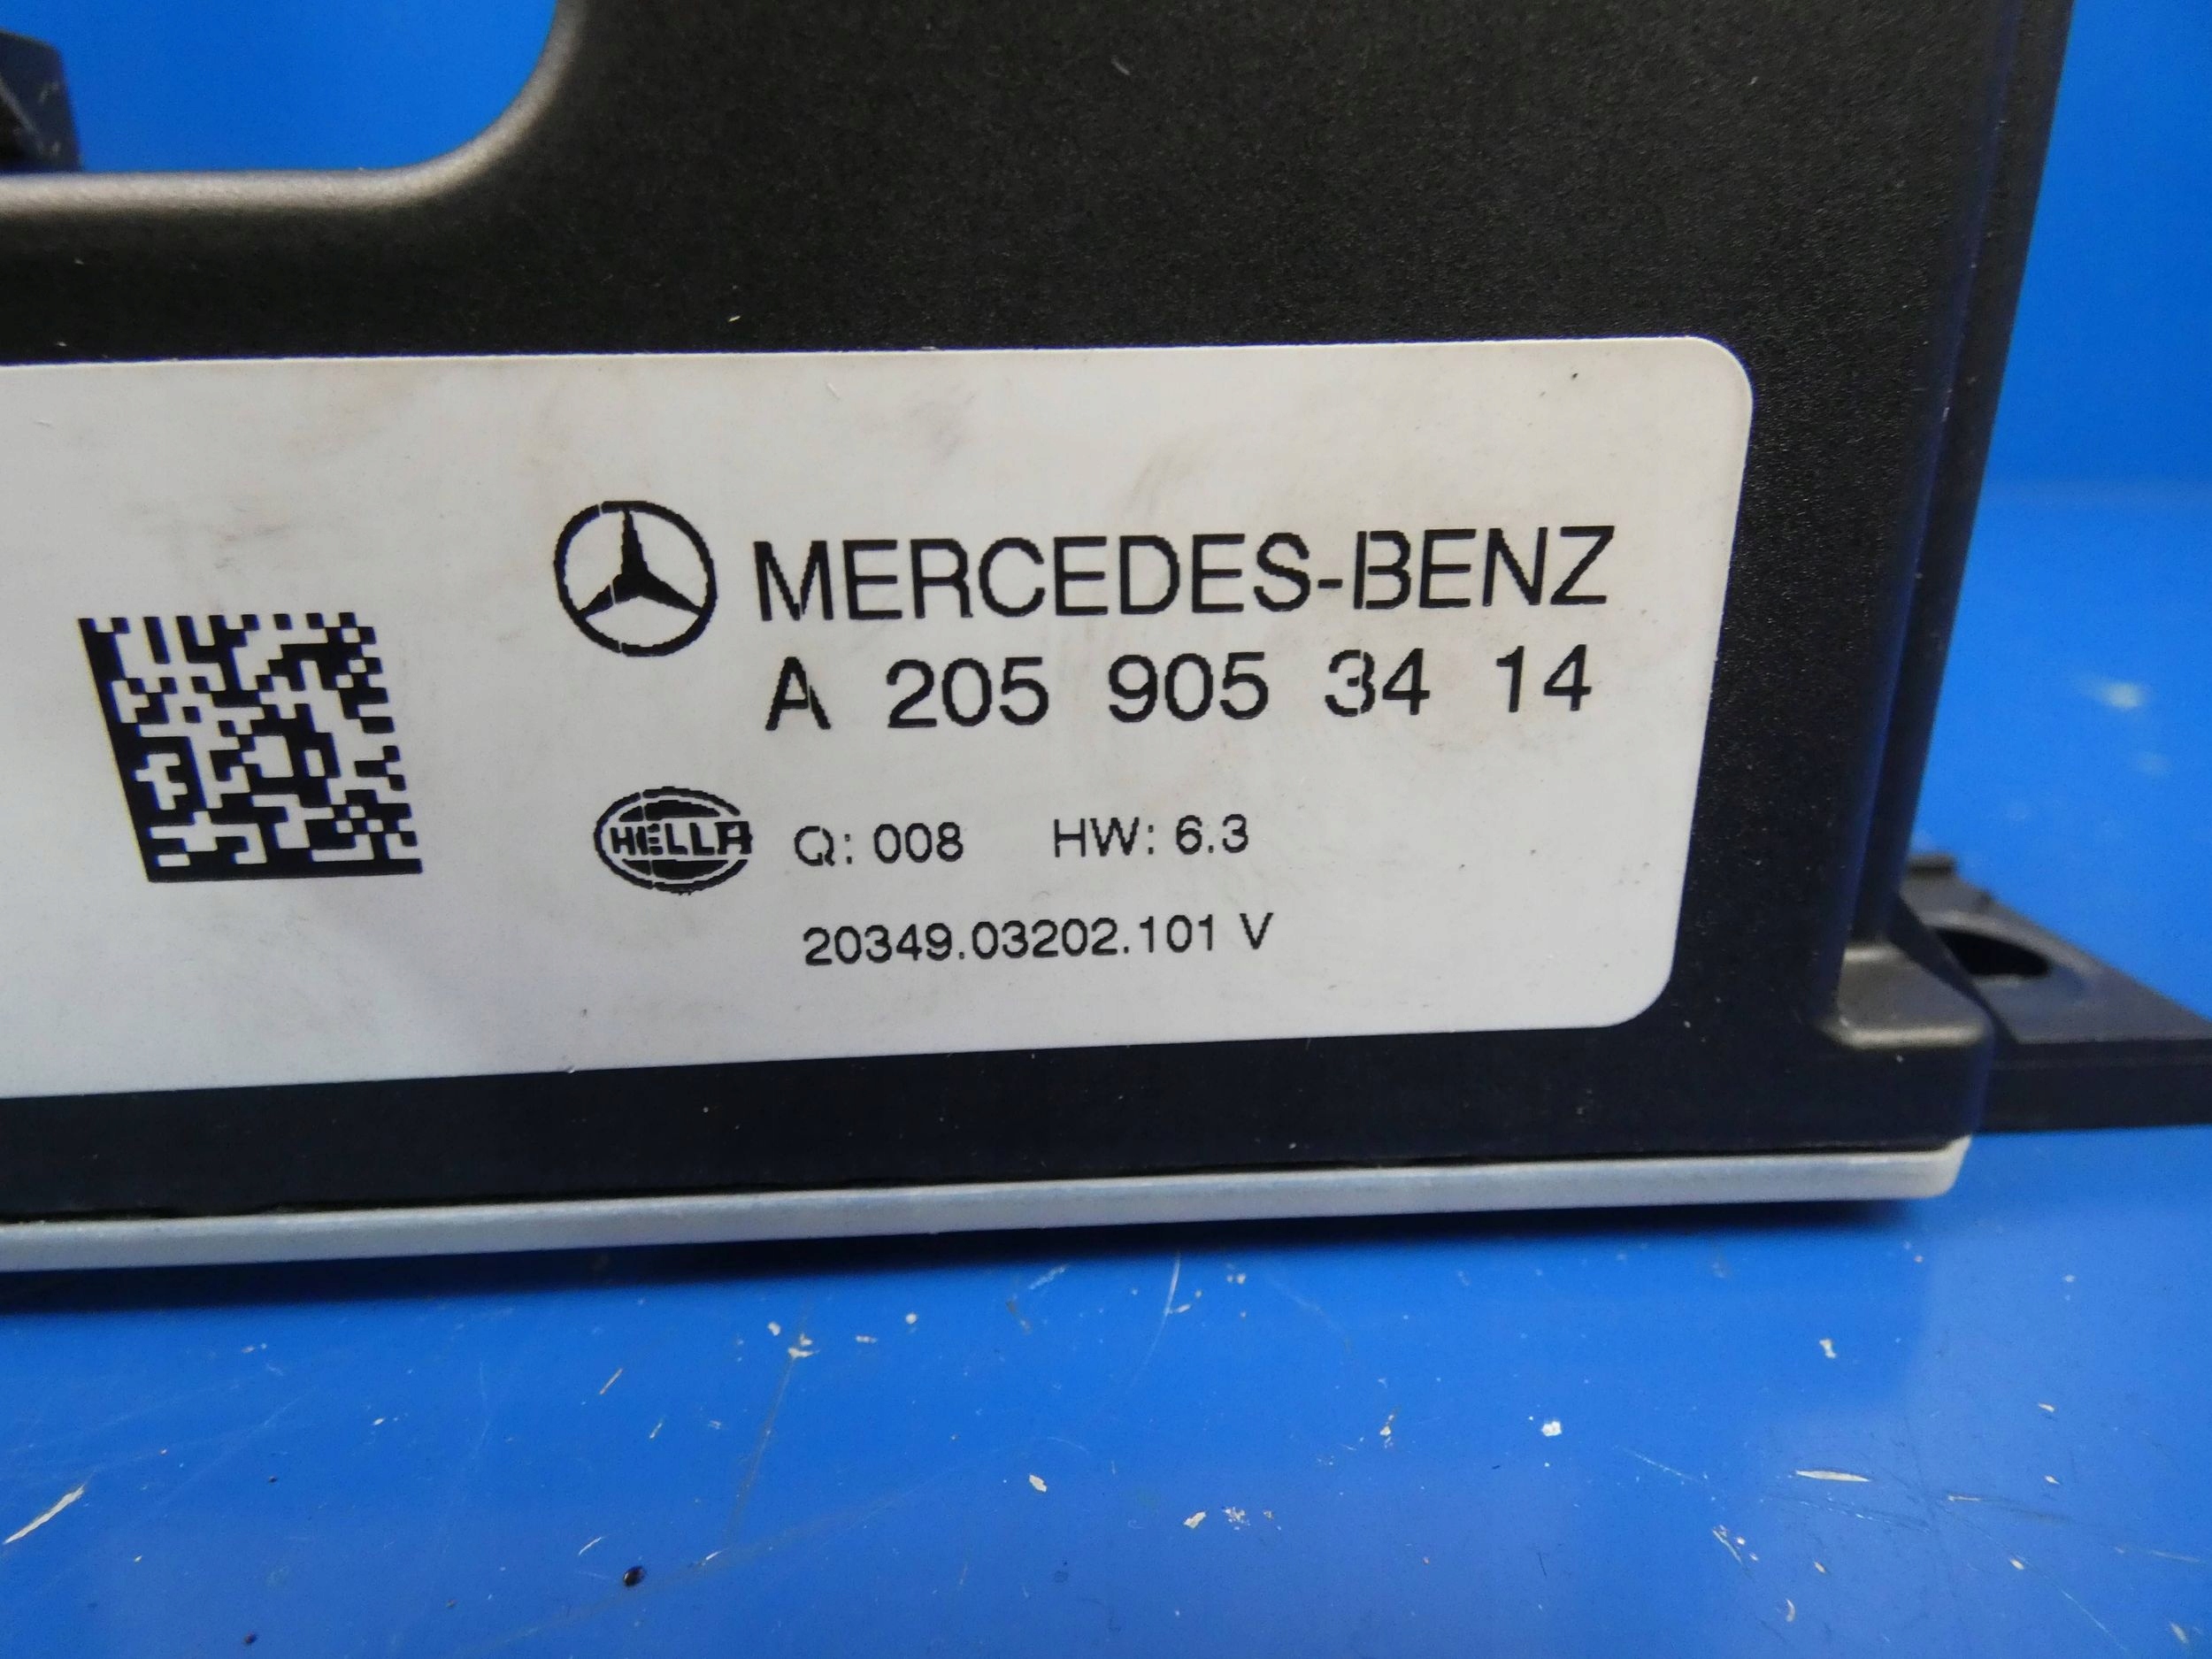 MERCEDES-BENZ
A 205 905 34 14
HELLA Q: 008 HW: 6.3
20349.03202.101 V